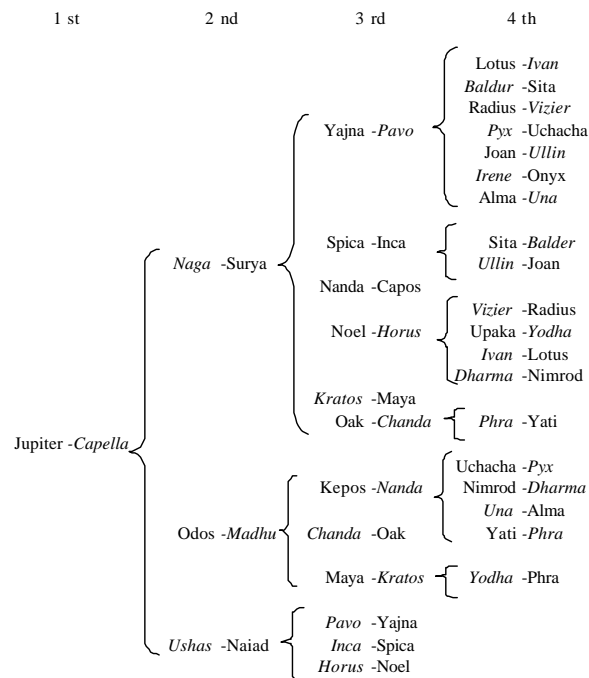 1 st 2 nd 3 rd 4 th
Lotus -Ivan
Baldur -Sita
Radius -Vizier
Yajna -Pavo
Pyx -Uchacha
Joan -Ullin
Irene -Onyx
Alma -Una
Naga -Surya
Spica -Inca
Sita -Balder
Ullin -Joan
Nanda -Capos
Noel -Horus
Vizier -Radius
Upaka -Yodha
Ivan -Lotus
Dharma -Nimrod
Kratos -Maya
Oak -Chanda
Phra -Yati
Jupiter -Capella
Odos -Madhu
Kepos -Nanda
Uchacha -Pyx
Nimrod -Dharma
Una -Alma
Yati -Phra
Chanda -Oak
Maya -Kratos
Yodha -Phra
Ushas -Naiad
Pavo -Yajna
Inca -Spica
Horus -Noel